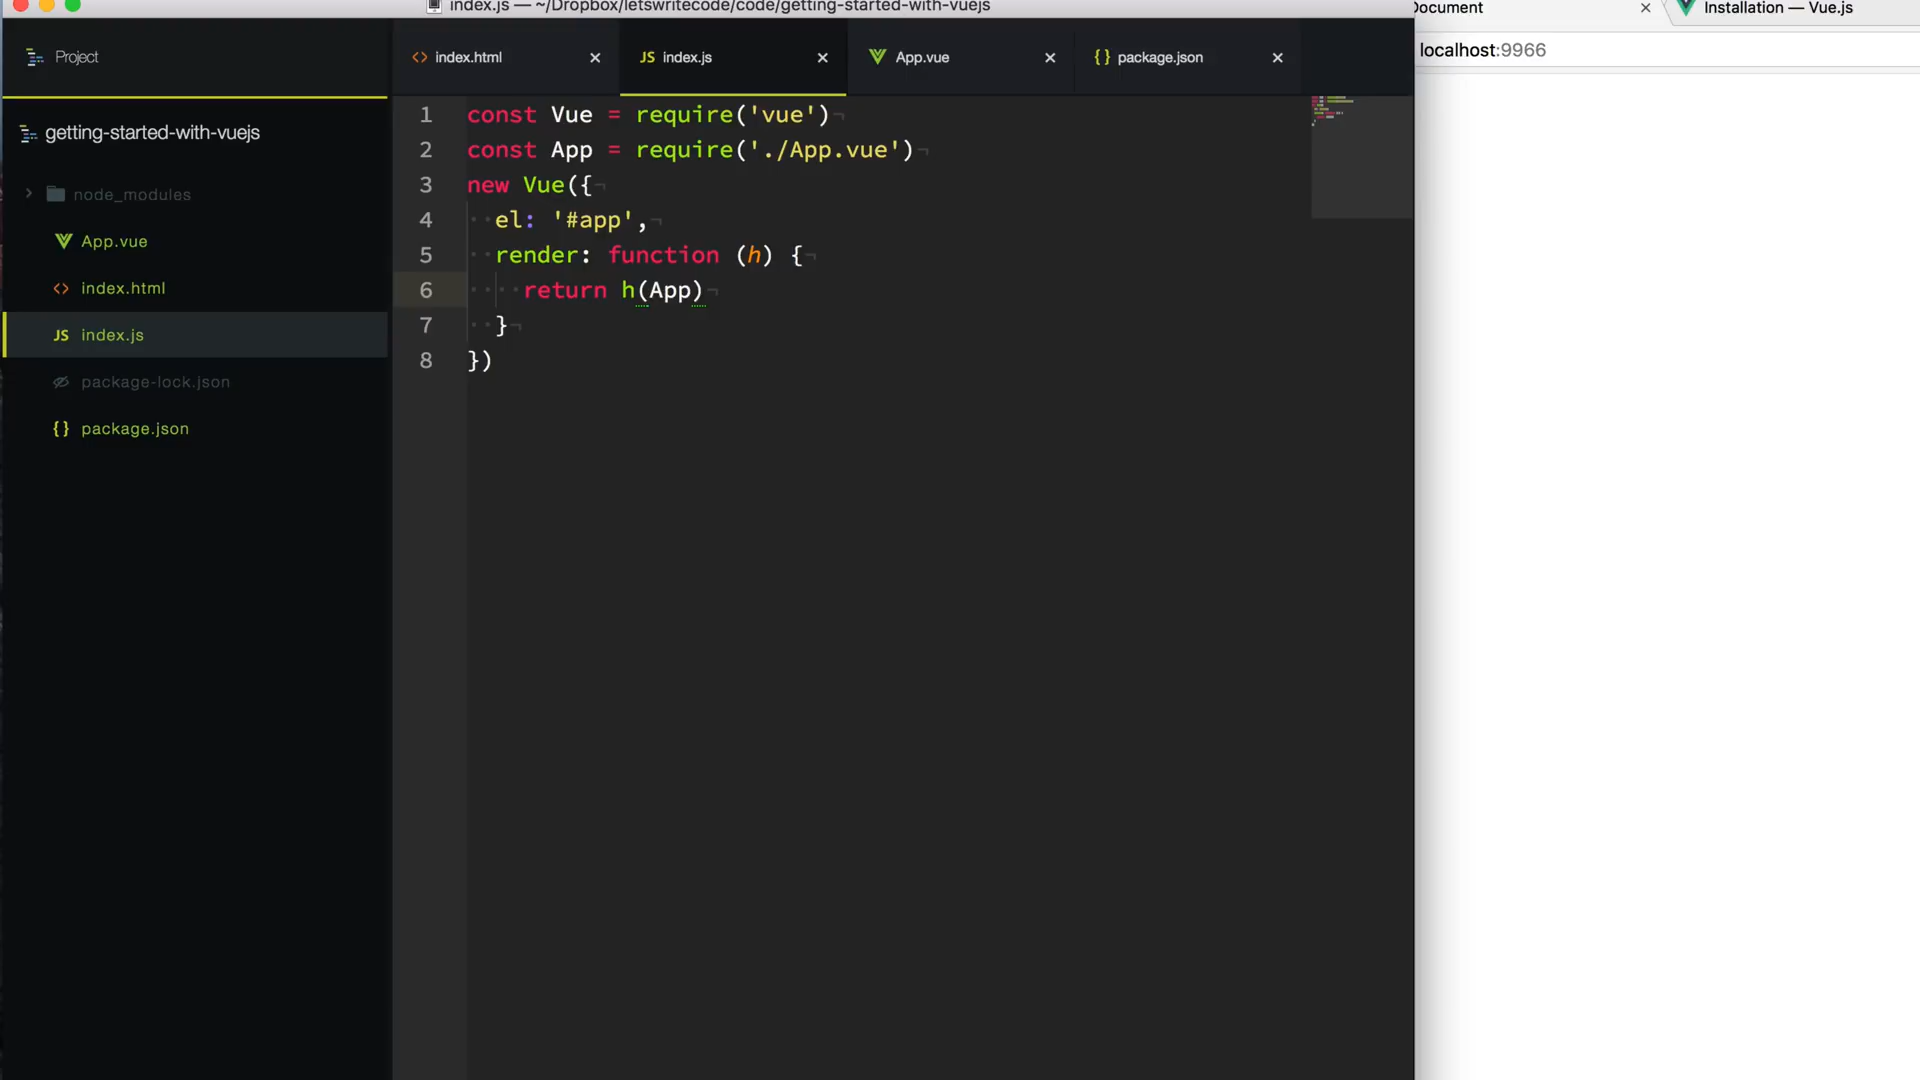 index.js — ~/Dropbox/letswritecode/code/getting-started-with-vuejs
Project
index.html
JS index.js
App.vue
{} package.json
getting-started-with-vuejs
node_modules
App.vue
index.html
JS index.js
package-lock.json
{} package.json
1 const Vue = require('vue')¬
2 const App = require('./App.vue')¬
3 new Vue({¬
4 ··el: '#app',¬
5 ··render: function (h) {¬
6 ····return h(App)¬
7 ··}¬
8 })
Document
Installation — Vue.js
localhost:9966